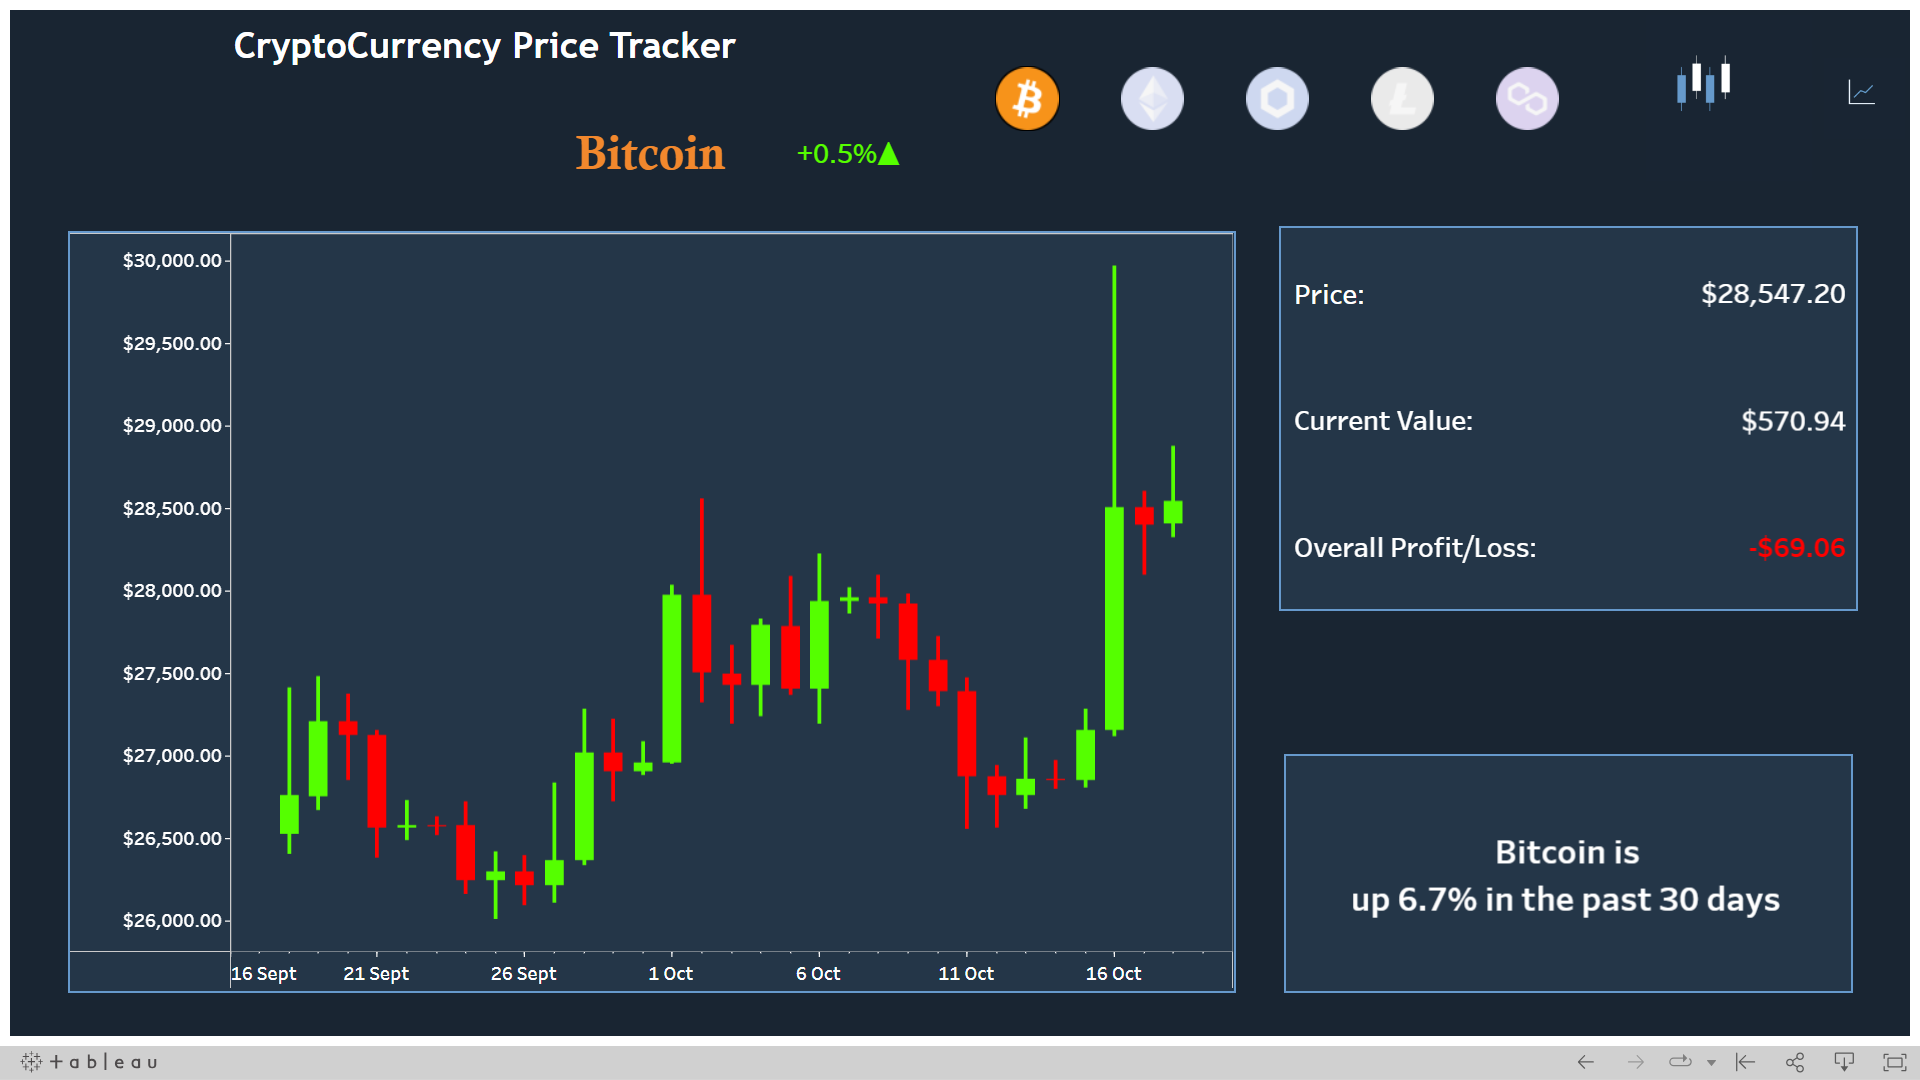 CryptoCurrency Price Tracker
Bitcoin +0.5%▲
$30,000.00
$29,500.00
$29,000.00
$28,500.00
$28,000.00
$27,500.00
$27,000.00
$26,500.00
$26,000.00
16 Sept 21 Sept 26 Sept 1 Oct 6 Oct 11 Oct 16 Oct
Price: $28,547.20
Current Value: $570.94
Overall Profit/Loss: -$69.06
Bitcoin is
up 6.7% in the past 30 days
+ableau